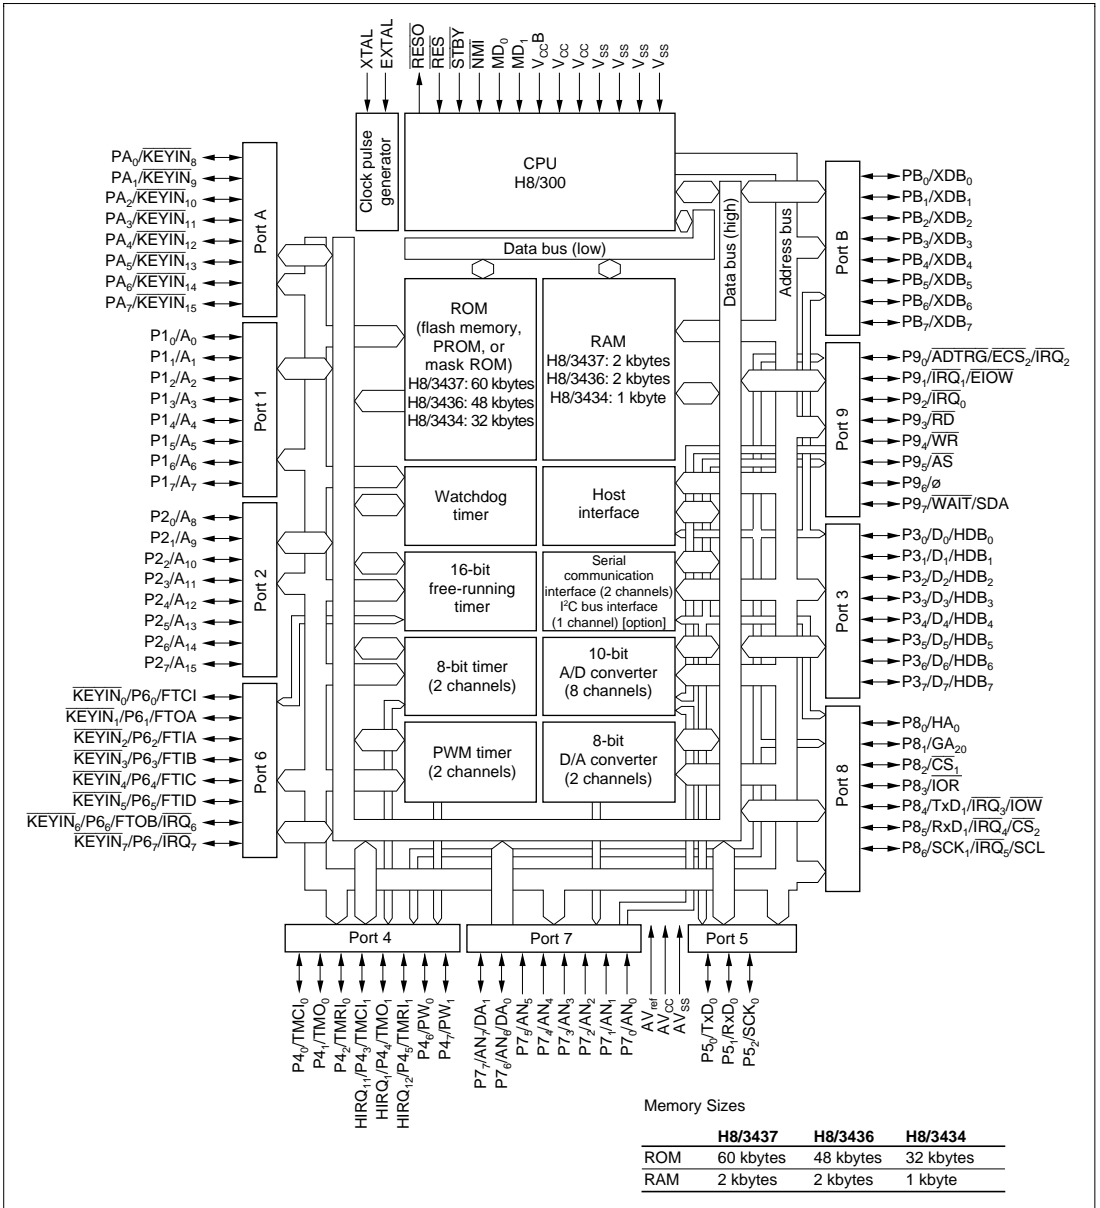 XTAL
EXTAL
RESO
RES
STBY
NMI
MD0
MD1
VCCB
VCC
VCC
VSS
VSS
VSS
VSS
Clock pulse
generator
CPU
H8/300
PA0/KEYIN8
PA1/KEYIN9
PA2/KEYIN10
PA3/KEYIN11
PA4/KEYIN12
PA5/KEYIN13
PA6/KEYIN14
PA7/KEYIN15
Port A
P10/A0
P11/A1
P12/A2
P13/A3
P14/A4
P15/A5
P16/A6
P17/A7
Port 1
P20/A8
P21/A9
P22/A10
P23/A11
P24/A12
P25/A13
P26/A14
P27/A15
Port 2
KEYIN0/P60/FTCI
KEYIN1/P61/FTOA
KEYIN2/P62/FTIA
KEYIN3/P63/FTIB
KEYIN4/P64/FTIC
KEYIN5/P65/FTID
KEYIN6/P66/FTOB/IRQ6
KEYIN7/P67/IRQ7
Port 6
Data bus (low)
Data bus (high)
Address bus
ROM
(flash memory,
PROM, or
mask ROM)
H8/3437: 60 kbytes
H8/3436: 48 kbytes
H8/3434: 32 kbytes
RAM
H8/3437: 2 kbytes
H8/3436: 2 kbytes
H8/3434: 1 kbyte
Watchdog
timer
Host
interface
16-bit
free-running
timer
Serial
communication
interface (2 channels)
I2C bus interface
(1 channel) [option]
8-bit timer
(2 channels)
10-bit
A/D converter
(8 channels)
PWM timer
(2 channels)
8-bit
D/A converter
(2 channels)
Port B
PB0/XDB0
PB1/XDB1
PB2/XDB2
PB3/XDB3
PB4/XDB4
PB5/XDB5
PB6/XDB6
PB7/XDB7
Port 9
P90/ADTRG/ECS2/IRQ2
P91/IRQ1/EIOW
P92/IRQ0
P93/RD
P94/WR
P95/AS
P96/ø
P97/WAIT/SDA
Port 3
P30/D0/HDB0
P31/D1/HDB1
P32/D2/HDB2
P33/D3/HDB3
P34/D4/HDB4
P35/D5/HDB5
P36/D6/HDB6
P37/D7/HDB7
Port 8
P80/HA0
P81/GA20
P82/CS1
P83/IOR
P84/TxD1/IRQ3/IOW
P85/RxD1/IRQ4/CS2
P86/SCK1/IRQ5/SCL
Port 4
Port 7
Port 5
P40/TMCI0
P41/TMO0
P42/TMRI0
HIRQ11/P43/TMCI1
HIRQ1/P44/TMO1
HIRQ12/P45/TMRI1
P46/PW0
P47/PW1
P77/AN7/DA1
P76/AN6/DA0
P75/AN5
P74/AN4
P73/AN3
P72/AN2
P71/AN1
P70/AN0
AVref
AVCC
AVSS
P50/TxD0
P51/RxD0
P52/SCK0
Memory Sizes
H8/3437 H8/3436 H8/3434
ROM 60 kbytes 48 kbytes 32 kbytes
RAM 2 kbytes 2 kbytes 1 kbyte